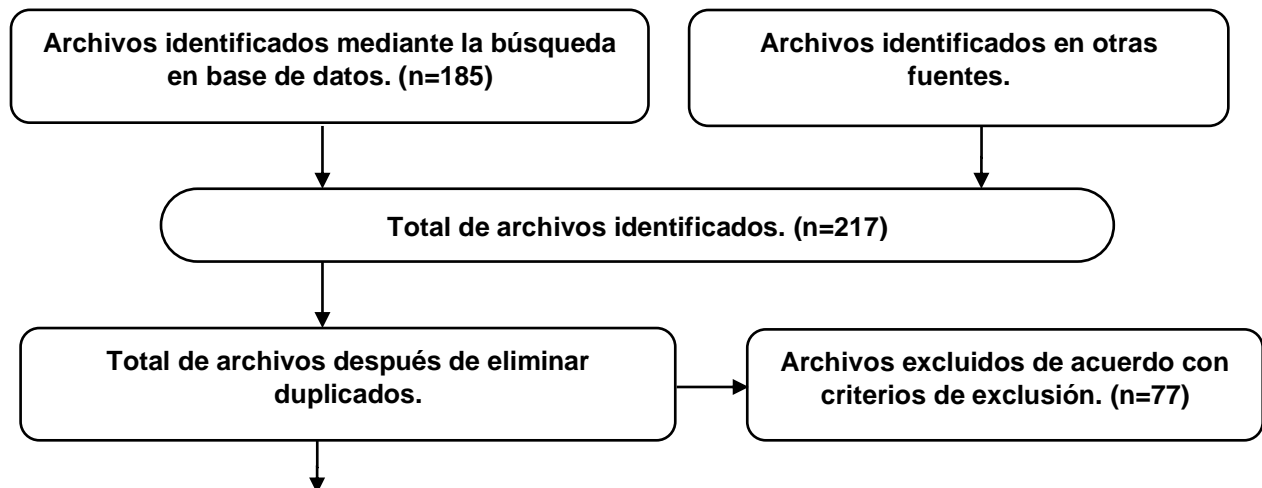 Archivos identificados mediante la búsqueda
en base de datos. (n=185)
Archivos identificados en otras
fuentes.
Total de archivos identificados. (n=217)
Total de archivos después de eliminar
duplicados.
Archivos excluidos de acuerdo con
criterios de exclusión. (n=77)